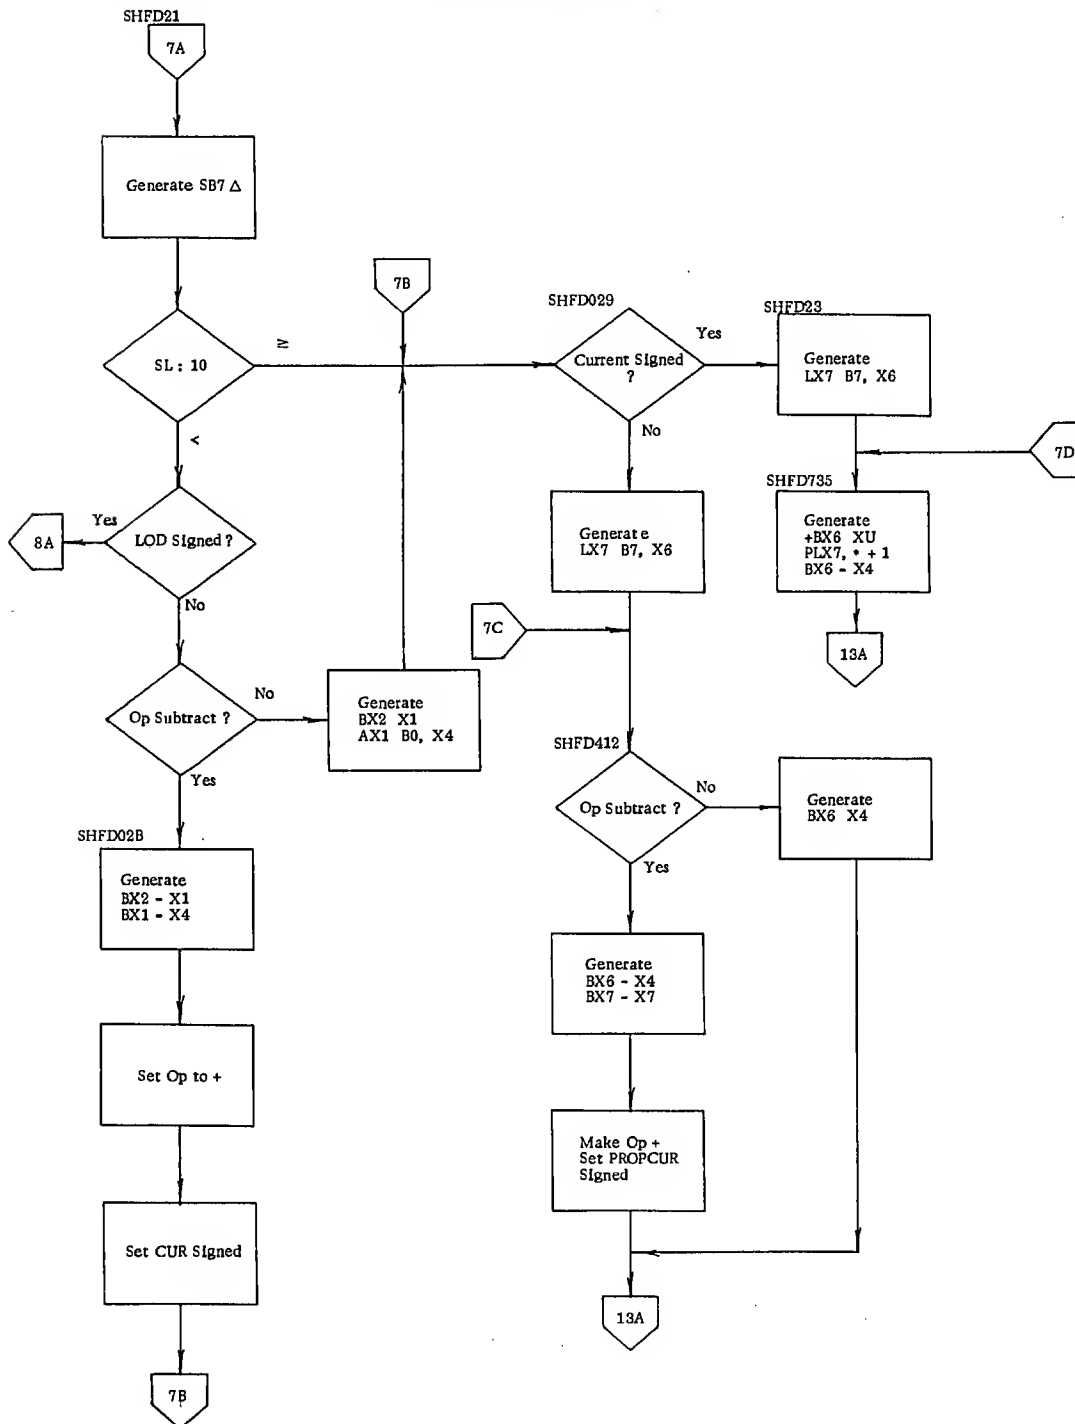 SHFD21
7A
Generate SB7 Δ
SL : 10
≥
<
LOD Signed ?
Yes
8A
No
Op Subtract ?
No
Generate
BX2 X1
AX1 B0, X4
Yes
SHFD02B
Generate
BX2 - X1
BX1 - X4
Set Op to +
Set CUR Signed
7B
7B
SHFD029
Current Signed
?
Yes
No
Generate
LX7 B7, X6
7C
SHFD412
Op Subtract ?
No
Generate
BX6 X4
Yes
Generate
BX6 - X4
BX7 - X7
Make Op +
Set PROPCUR
Signed
13A
SHFD23
Generate
LX7 B7, X6
7D
SHFD735
Generate
+BX6 XU
PLX7, * + 1
BX6 - X4
13A